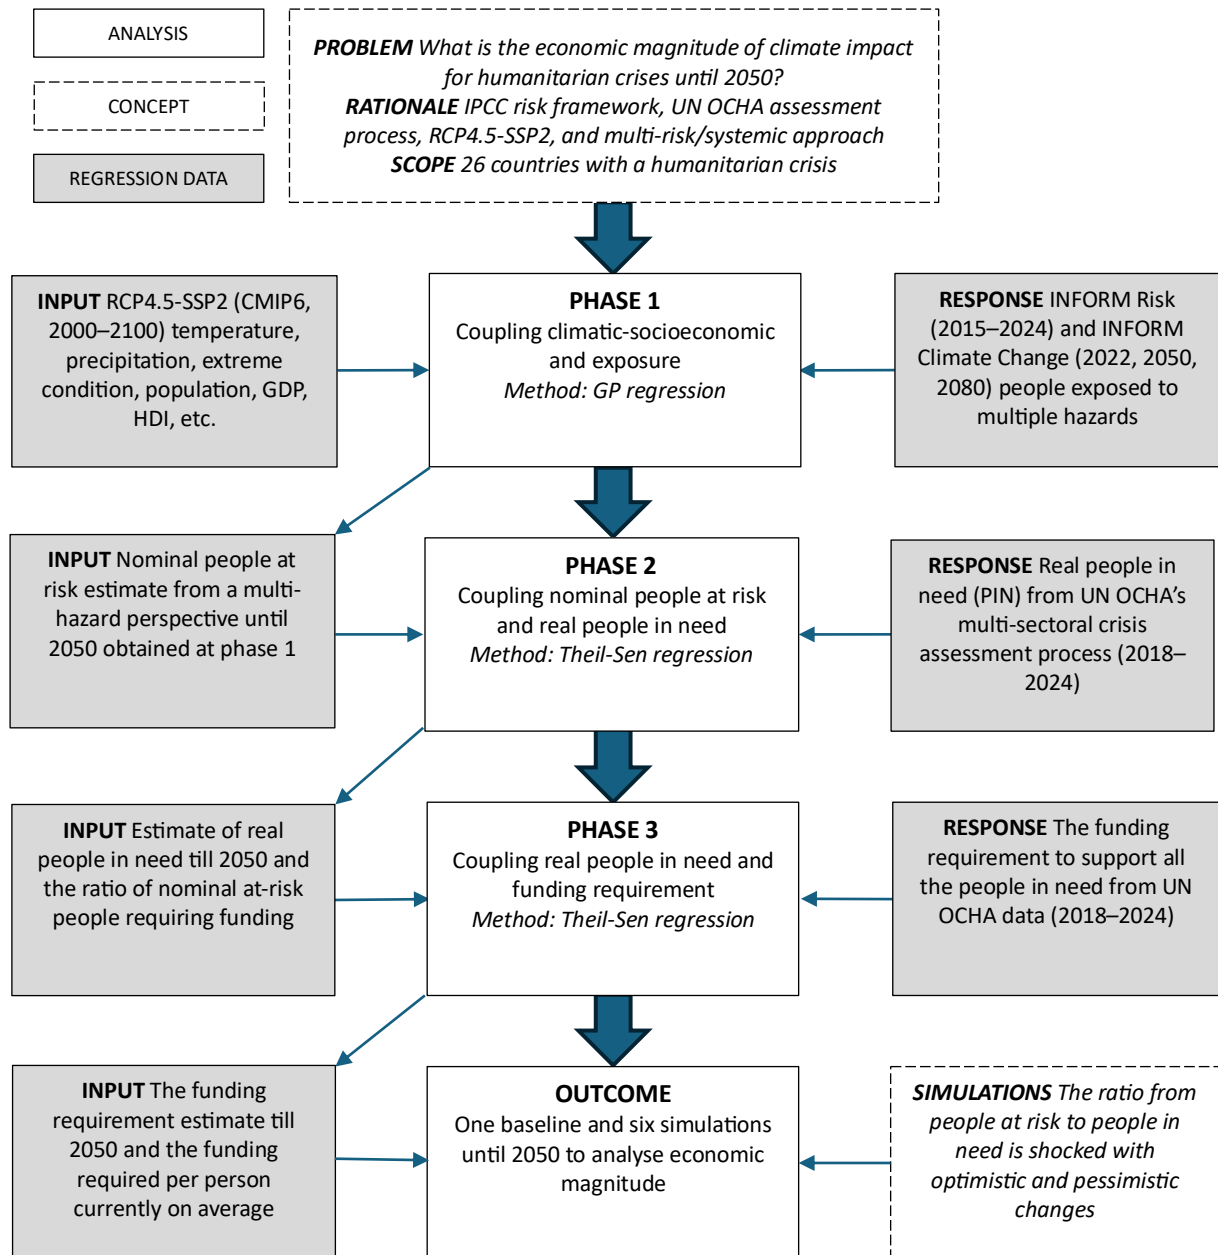 ANALYSIS
CONCEPT
REGRESSION DATA
PROBLEM What is the economic magnitude of climate impact
for humanitarian crises until 2050?
RATIONALE IPCC risk framework, UN OCHA assessment
process, RCP4.5-SSP2, and multi-risk/systemic approach
SCOPE 26 countries with a humanitarian crisis
INPUT RCP4.5-SSP2 (CMIP6,
2000–2100) temperature,
precipitation, extreme
condition, population, GDP,
HDI, etc.
PHASE 1
Coupling climatic-socioeconomic
and exposure
Method: GP regression
RESPONSE INFORM Risk
(2015–2024) and INFORM
Climate Change (2022, 2050,
2080) people exposed to
multiple hazards
INPUT Nominal people at
risk estimate from a multi-
hazard perspective until
2050 obtained at phase 1
PHASE 2
Coupling nominal people at risk
and real people in need
Method: Theil-Sen regression
RESPONSE Real people in
need (PIN) from UN OCHA’s
multi-sectoral crisis
assessment process (2018–
2024)
INPUT Estimate of real
people in need till 2050 and
the ratio of nominal at-risk
people requiring funding
PHASE 3
Coupling real people in need and
funding requirement
Method: Theil-Sen regression
RESPONSE The funding
requirement to support all
the people in need from UN
OCHA data (2018–2024)
INPUT The funding
requirement estimate till
2050 and the funding
required per person
currently on average
OUTCOME
One baseline and six simulations
until 2050 to analyse economic
magnitude
SIMULATIONS The ratio from
people at risk to people in
need is shocked with
optimistic and pessimistic
changes